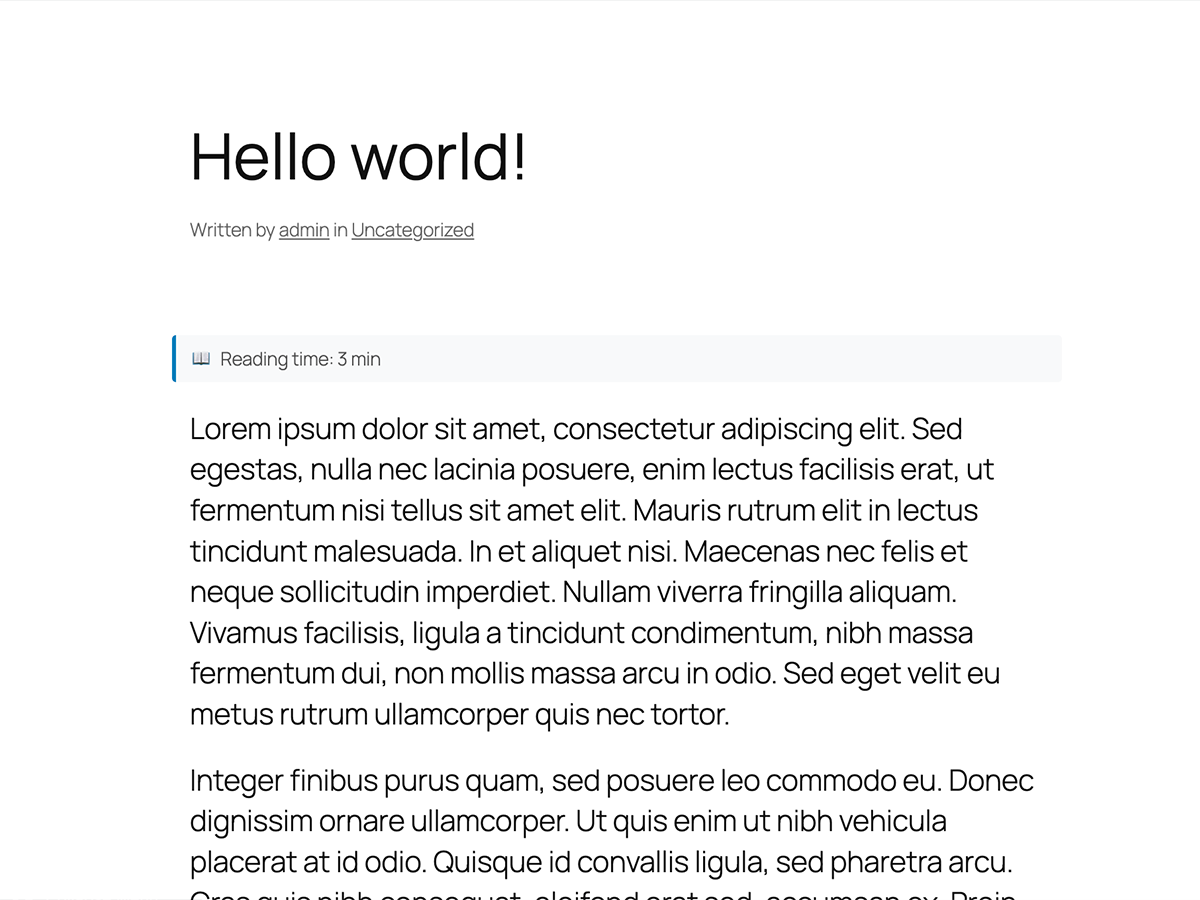 Hello world!
Written by admin in Uncategorized
📖 Reading time: 3 min
Lorem ipsum dolor sit amet, consectetur adipiscing elit. Sed
egestas, nulla nec lacinia posuere, enim lectus facilisis erat, ut
fermentum nisi tellus sit amet elit. Mauris rutrum elit in lectus
tincidunt malesuada. In et aliquet nisi. Maecenas nec felis et
neque sollicitudin imperdiet. Nullam viverra fringilla aliquam.
Vivamus facilisis, ligula a tincidunt condimentum, nibh massa
fermentum dui, non mollis massa arcu in odio. Sed eget velit eu
metus rutrum ullamcorper quis nec tortor.
Integer finibus purus quam, sed posuere leo commodo eu. Donec
dignissim ornare ullamcorper. Ut quis enim ut nibh vehicula
placerat at id odio. Quisque id convallis ligula, sed pharetra arcu.